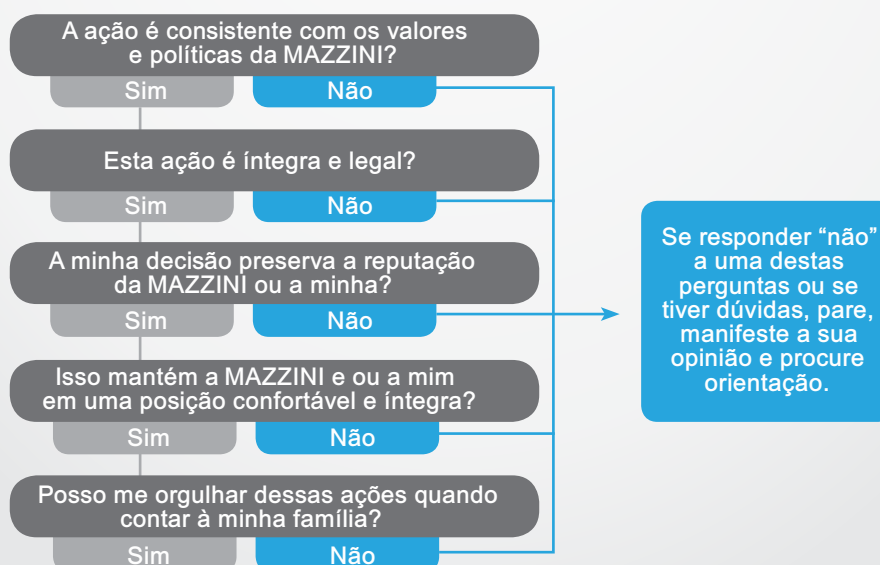 A ação é consistente com os valores
e políticas da MAZZINI?
Sim
Não
Esta ação é íntegra e legal?
Sim
Não
A minha decisão preserva a reputação
da MAZZINI ou a minha?
Sim
Não
Isso mantém a MAZZINI e ou a mim
em uma posição confortável e íntegra?
Sim
Não
Posso me orgulhar dessas ações quando
contar à minha família?
Sim
Não
Se responder “não”
a uma destas
perguntas ou se
tiver dúvidas, pare,
manifeste a sua
opinião e procure
orientação.